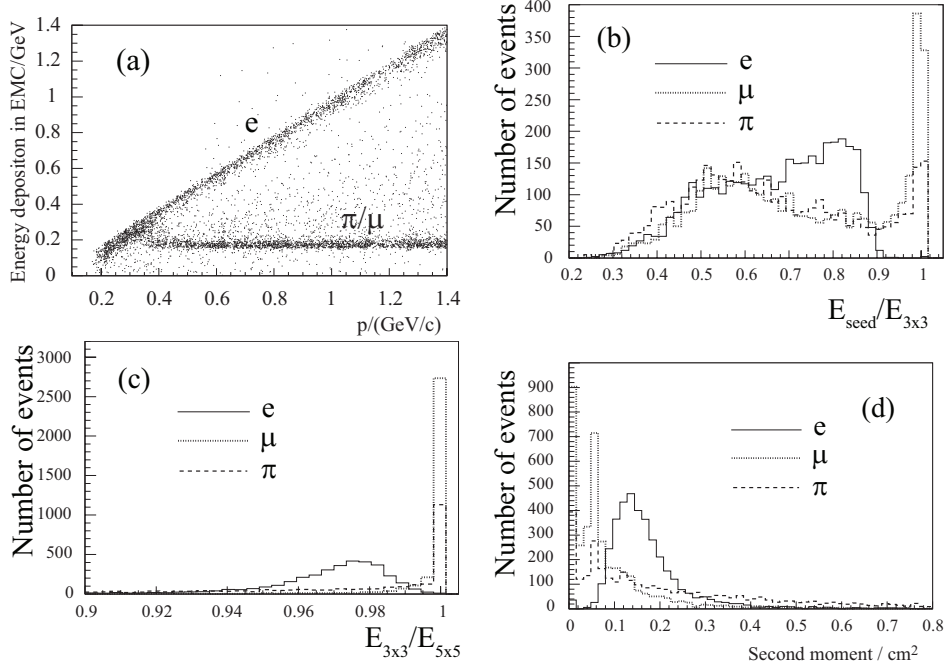 (a)
Energy deposition in EMC/GeV
1.4
1.2
1
0.8
0.6
0.4
0.2
0
e
π/μ
0.2 0.4 0.6 0.8 1 1.2 1.4
p/(GeV/c)
(b)
Number of events
400
350
300
250
200
150
100
50
0
e
μ
π
0.2 0.3 0.4 0.5 0.6 0.7 0.8 0.9 1
E_seed/E_3x3
(c)
Number of events
3000
2500
2000
1500
1000
500
0
e
μ
π
0.9 0.92 0.94 0.96 0.98 1
E_3x3/E_5x5
(d)
Number of events
900
800
700
600
500
400
300
200
100
0
e
μ
π
0 0.1 0.2 0.3 0.4 0.5 0.6 0.7 0.8
Second moment / cm²